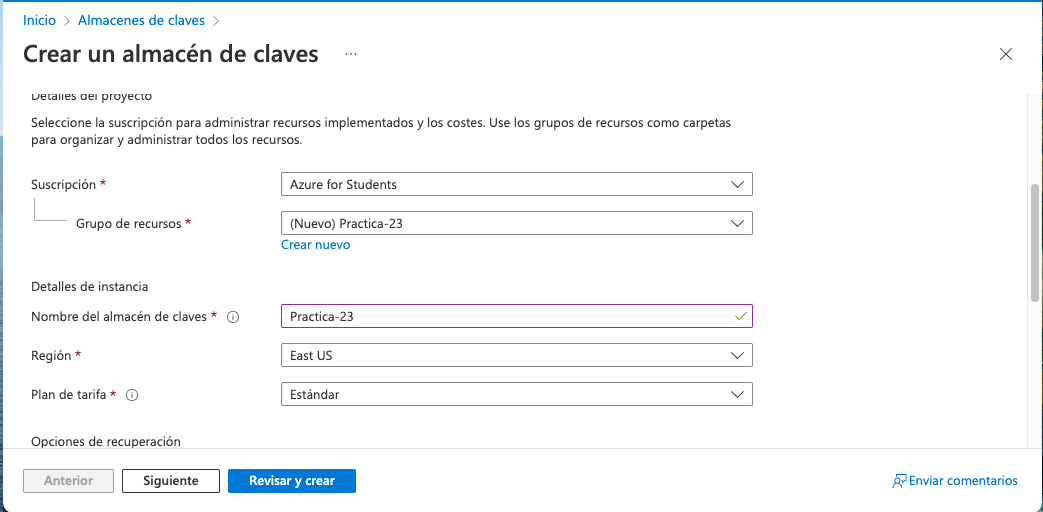 Inicio > Almacenes de claves >
Crear un almacén de claves ...
Detalles del proyecto
Seleccione la suscripción para administrar recursos implementados y los costes. Use los grupos de recursos como carpetas
para organizar y administrar todos los recursos.
Suscripción *
Azure for Students
Grupo de recursos *
(Nuevo) Practica-23
Crear nuevo
Detalles de instancia
Nombre del almacén de claves *
Practica-23
Región *
East US
Plan de tarifa *
Estándar
Opciones de recuperación
Anterior
Siguiente
Revisar y crear
Enviar comentarios